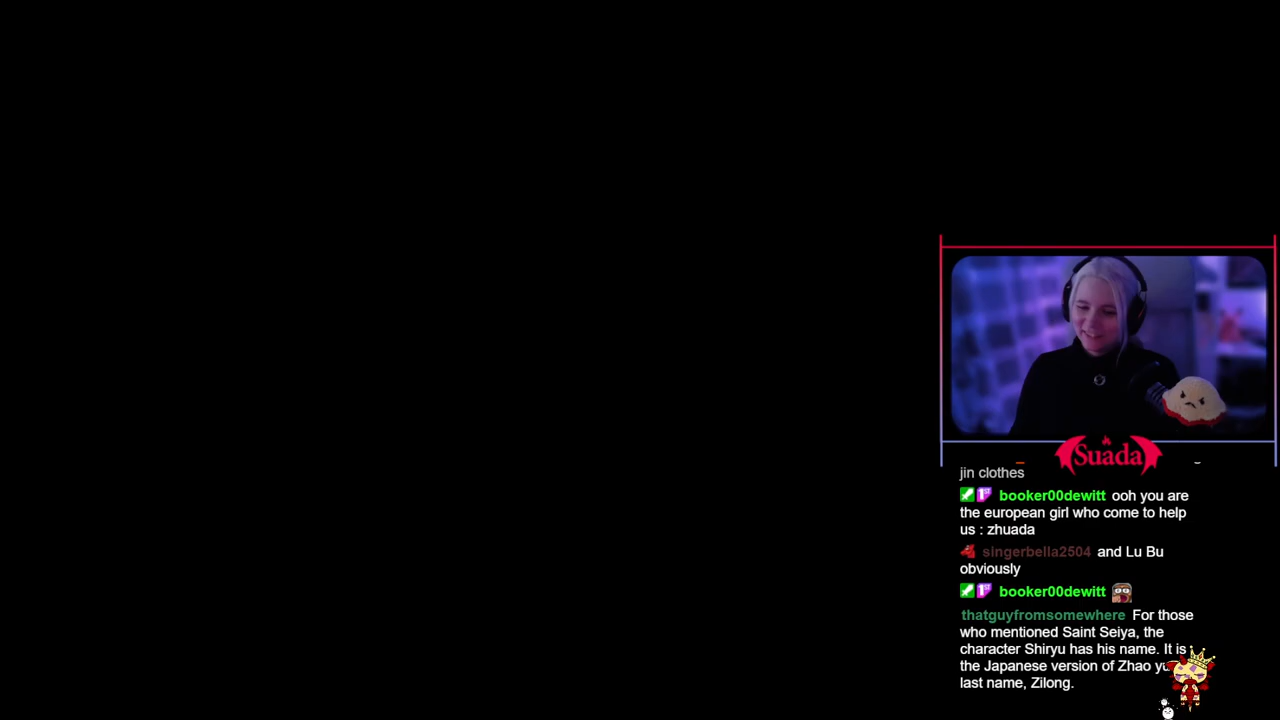 Suada
jin clothes
booker00dewitt ooh you are
the european girl who come to help
us : zhuada
singerbella2504 and Lu Bu
obviously
booker00dewitt
thatguyfromsomewhere For those
who mentioned Saint Seiya, the
character Shiryu has his name. It is
the Japanese version of Zhao
last name, Zilong.